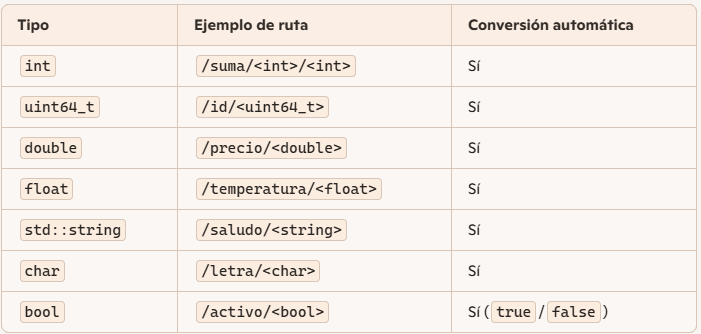 Tipo Ejemplo de ruta Conversión automática
int /suma/<int>/<int> Sí
uint64_t /id/<uint64_t> Sí
double /precio/<double> Sí
float /temperatura/<float> Sí
std::string /saludo/<string> Sí
char /letra/<char> Sí
bool /activo/<bool> Sí ( true / false )